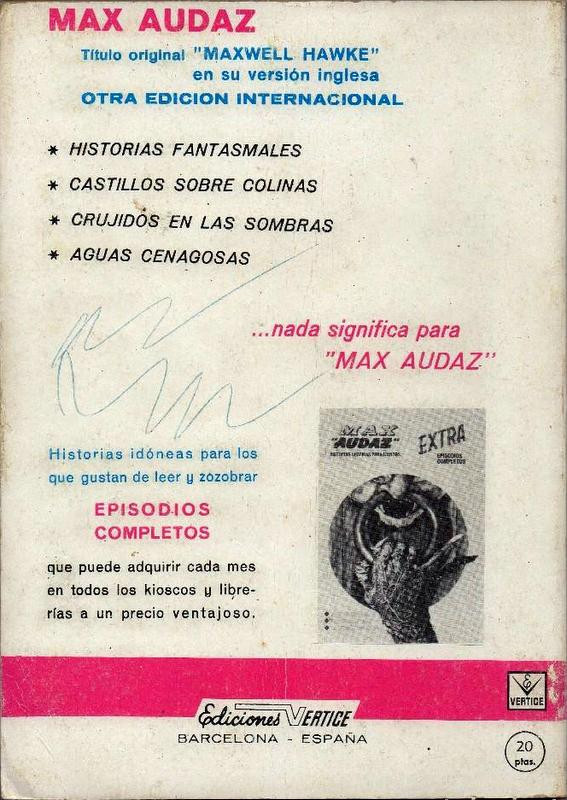 MAX AUDAZ
Título original "MAXWELL HAWKE"
en su versión inglesa
OTRA EDICION INTERNACIONAL
* HISTORIAS FANTASMALES
* CASTILLOS SOBRE COLINAS
* CRUJIDOS EN LAS SOMBRAS
* AGUAS CENAGOSAS
...nada significa para
"MAX AUDAZ"
Historias idóneas para los
que gustan de leer y zozobrar
EPISODIOS
COMPLETOS
que puede adquirir cada mes
en todos los kioscos y libre-
rías a un precio ventajoso.
MAX
"AUDAZ"
EXTRA
EPISODIOS
COMPLETOS
Ediciones VERTICE
BARCELONA - ESPAÑA
VERTICE
20
ptas.